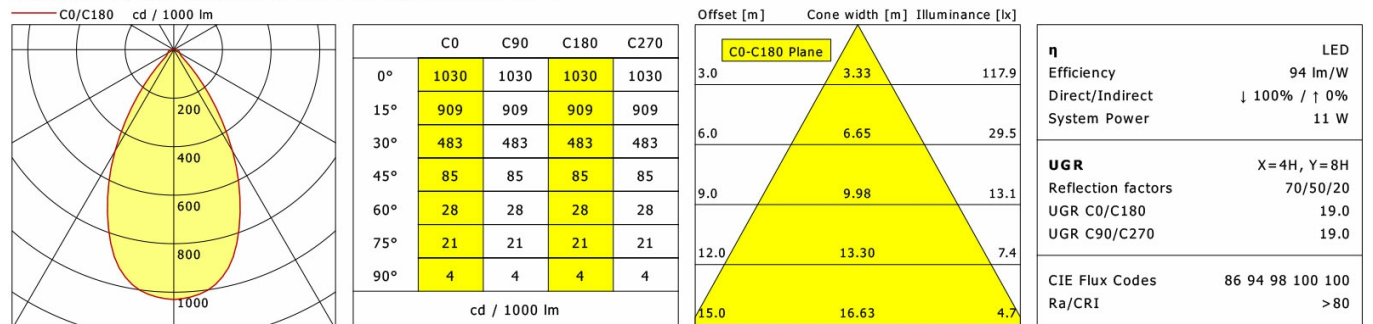 C0/C180 cd / 1000 lm
200
400
600
800
1000
C0 C90 C180 C270
0° 1030 1030 1030 1030
15° 909 909 909 909
30° 483 483 483 483
45° 85 85 85 85
60° 28 28 28 28
75° 21 21 21 21
90° 4 4 4 4
cd / 1000 lm
Offset [m] Cone width [m] Illuminance [lx]
C0-C180 Plane
3.0 3.33 117.9
6.0 6.65 29.5
9.0 9.98 13.1
12.0 13.30 7.4
15.0 16.63 4.7
η LED
Efficiency 94 lm/W
Direct/Indirect ↓ 100% / ↑ 0%
System Power 11 W
UGR X=4H, Y=8H
Reflection factors 70/50/20
UGR C0/C180 19.0
UGR C90/C270 19.0
CIE Flux Codes 86 94 98 100 100
Ra/CRI >80